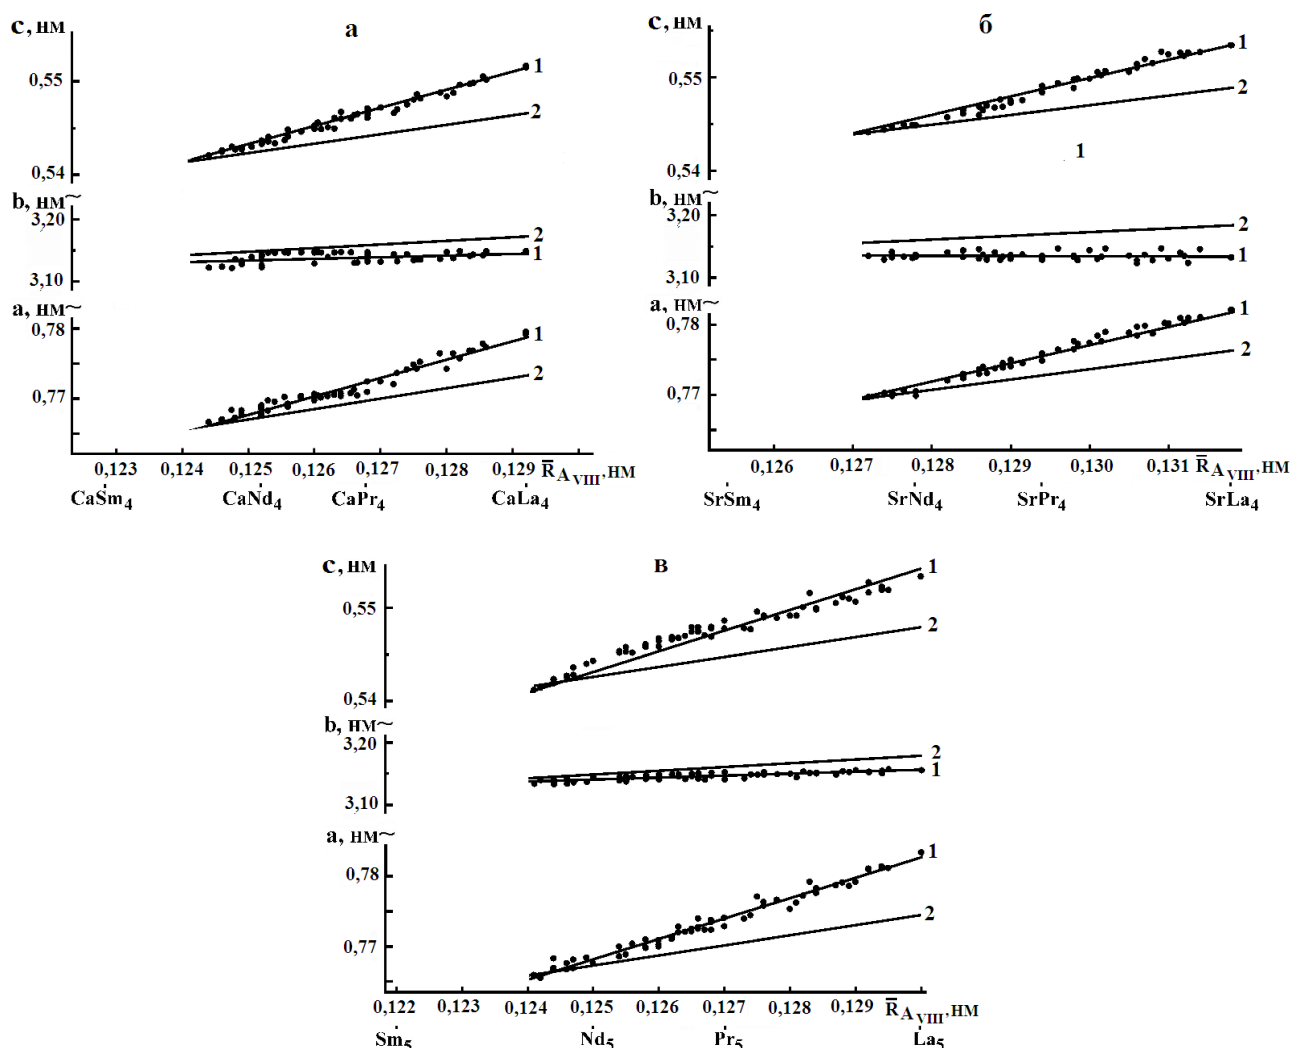 а
с, нм
0,55
0,54
1
2
b, нм
3,20
3,10
2
1
а, нм
0,78
0,77
1
2
0,123 0,124 0,125 0,126 0,127 0,128 0,129 R̅A VIII, нм
CaSm4 CaNd4 CaPr4 CaLa4
б
с, нм
0,55
0,54
1
2
1
b, нм
3,20
3,10
2
1
а, нм
0,78
0,77
1
2
0,126 0,127 0,128 0,129 0,130 0,131 R̅A VIII, нм
SrSm4 SrNd4 SrPr4 SrLa4
в
с, нм
0,55
0,54
1
2
b, нм
3,20
3,10
2
1
а, нм
0,78
0,77
1
2
0,122 0,123 0,124 0,125 0,126 0,127 0,128 0,129 R̅A VIII, нм
Sm5 Nd5 Pr5 La5